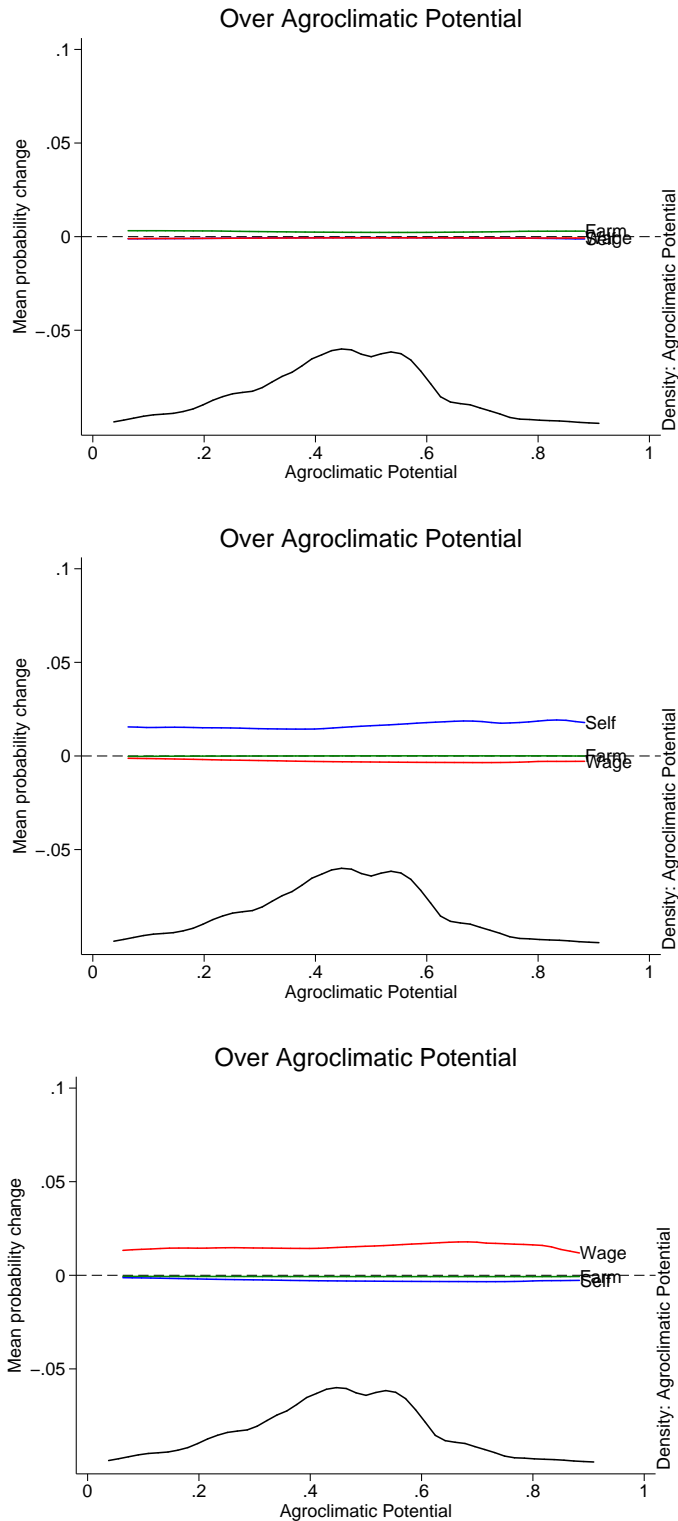 Over Agroclimatic Potential
.1
.05
0
−.05
Mean probability change
Farm
Wage
Self
Density: Agroclimatic Potential
0 .2 .4 .6 .8 1
Agroclimatic Potential
Over Agroclimatic Potential
.1
.05
0
−.05
Mean probability change
Self
Farm
Wage
Density: Agroclimatic Potential
0 .2 .4 .6 .8 1
Agroclimatic Potential
Over Agroclimatic Potential
.1
.05
0
−.05
Mean probability change
Wage
Farm
Self
Density: Agroclimatic Potential
0 .2 .4 .6 .8 1
Agroclimatic Potential